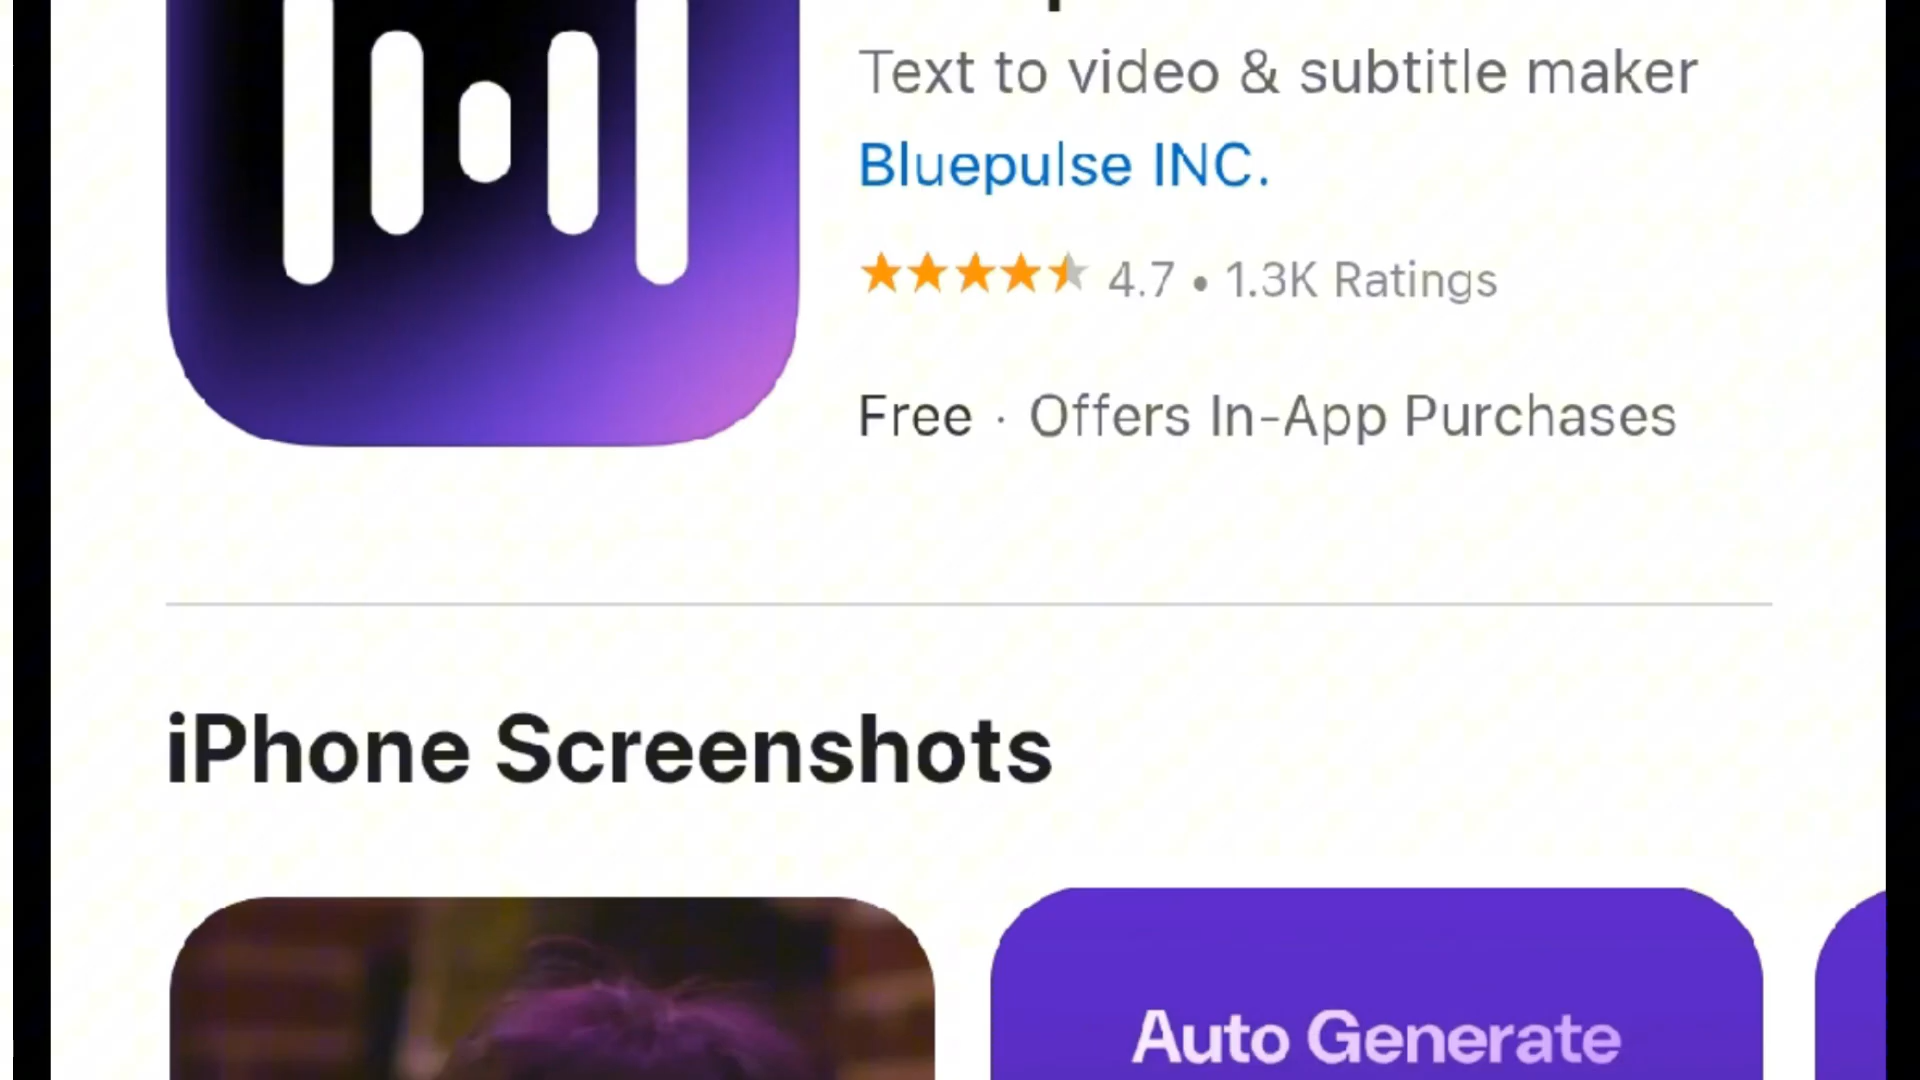 Text to video & subtitle maker
Bluepulse INC.
4.7 • 1.3K Ratings
Free · Offers In-App Purchases
iPhone Screenshots
Auto Generate